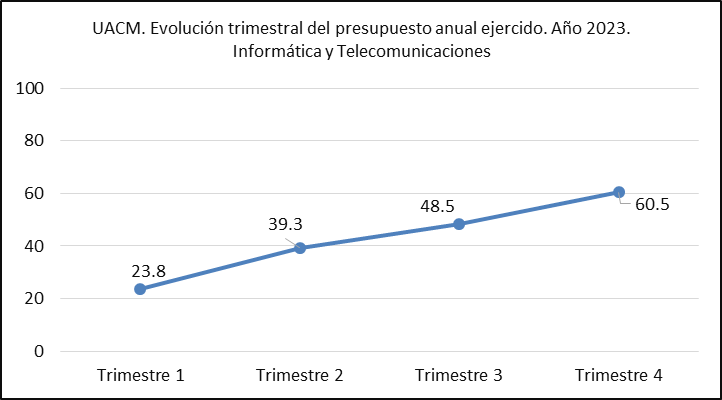 UACM. Evolución trimestral del presupuesto anual ejercido. Año 2023.
Informática y Telecomunicaciones
100
80
60
40
20
0
23.8
39.3
48.5
60.5
Trimestre 1
Trimestre 2
Trimestre 3
Trimestre 4